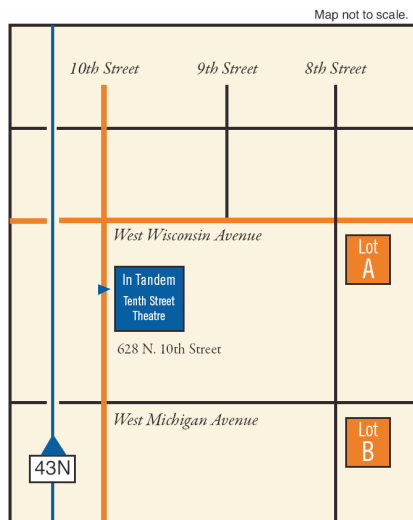 Map not to scale.
10th Street
9th Street
8th Street
West Wisconsin Avenue
Lot
A
In Tandem
Tenth Street
Theatre
628 N. 10th Street
West Michigan Avenue
Lot
B
43N